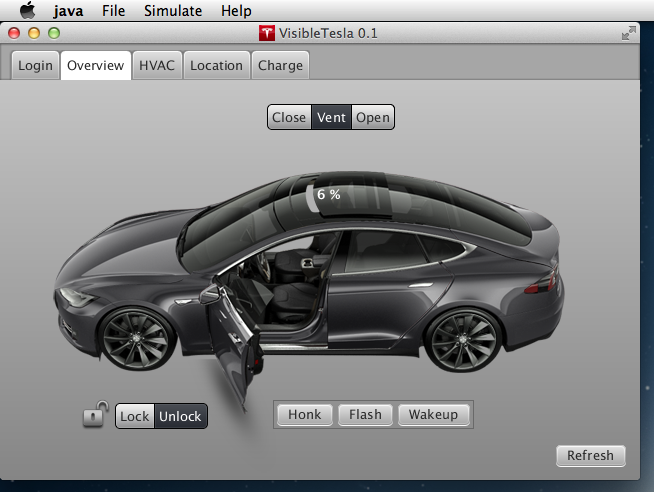 java File Simulate Help
VisibleTesla 0.1
Login Overview HVAC Location Charge
Close Vent Open
6 %
Lock Unlock Honk Flash Wakeup
Refresh